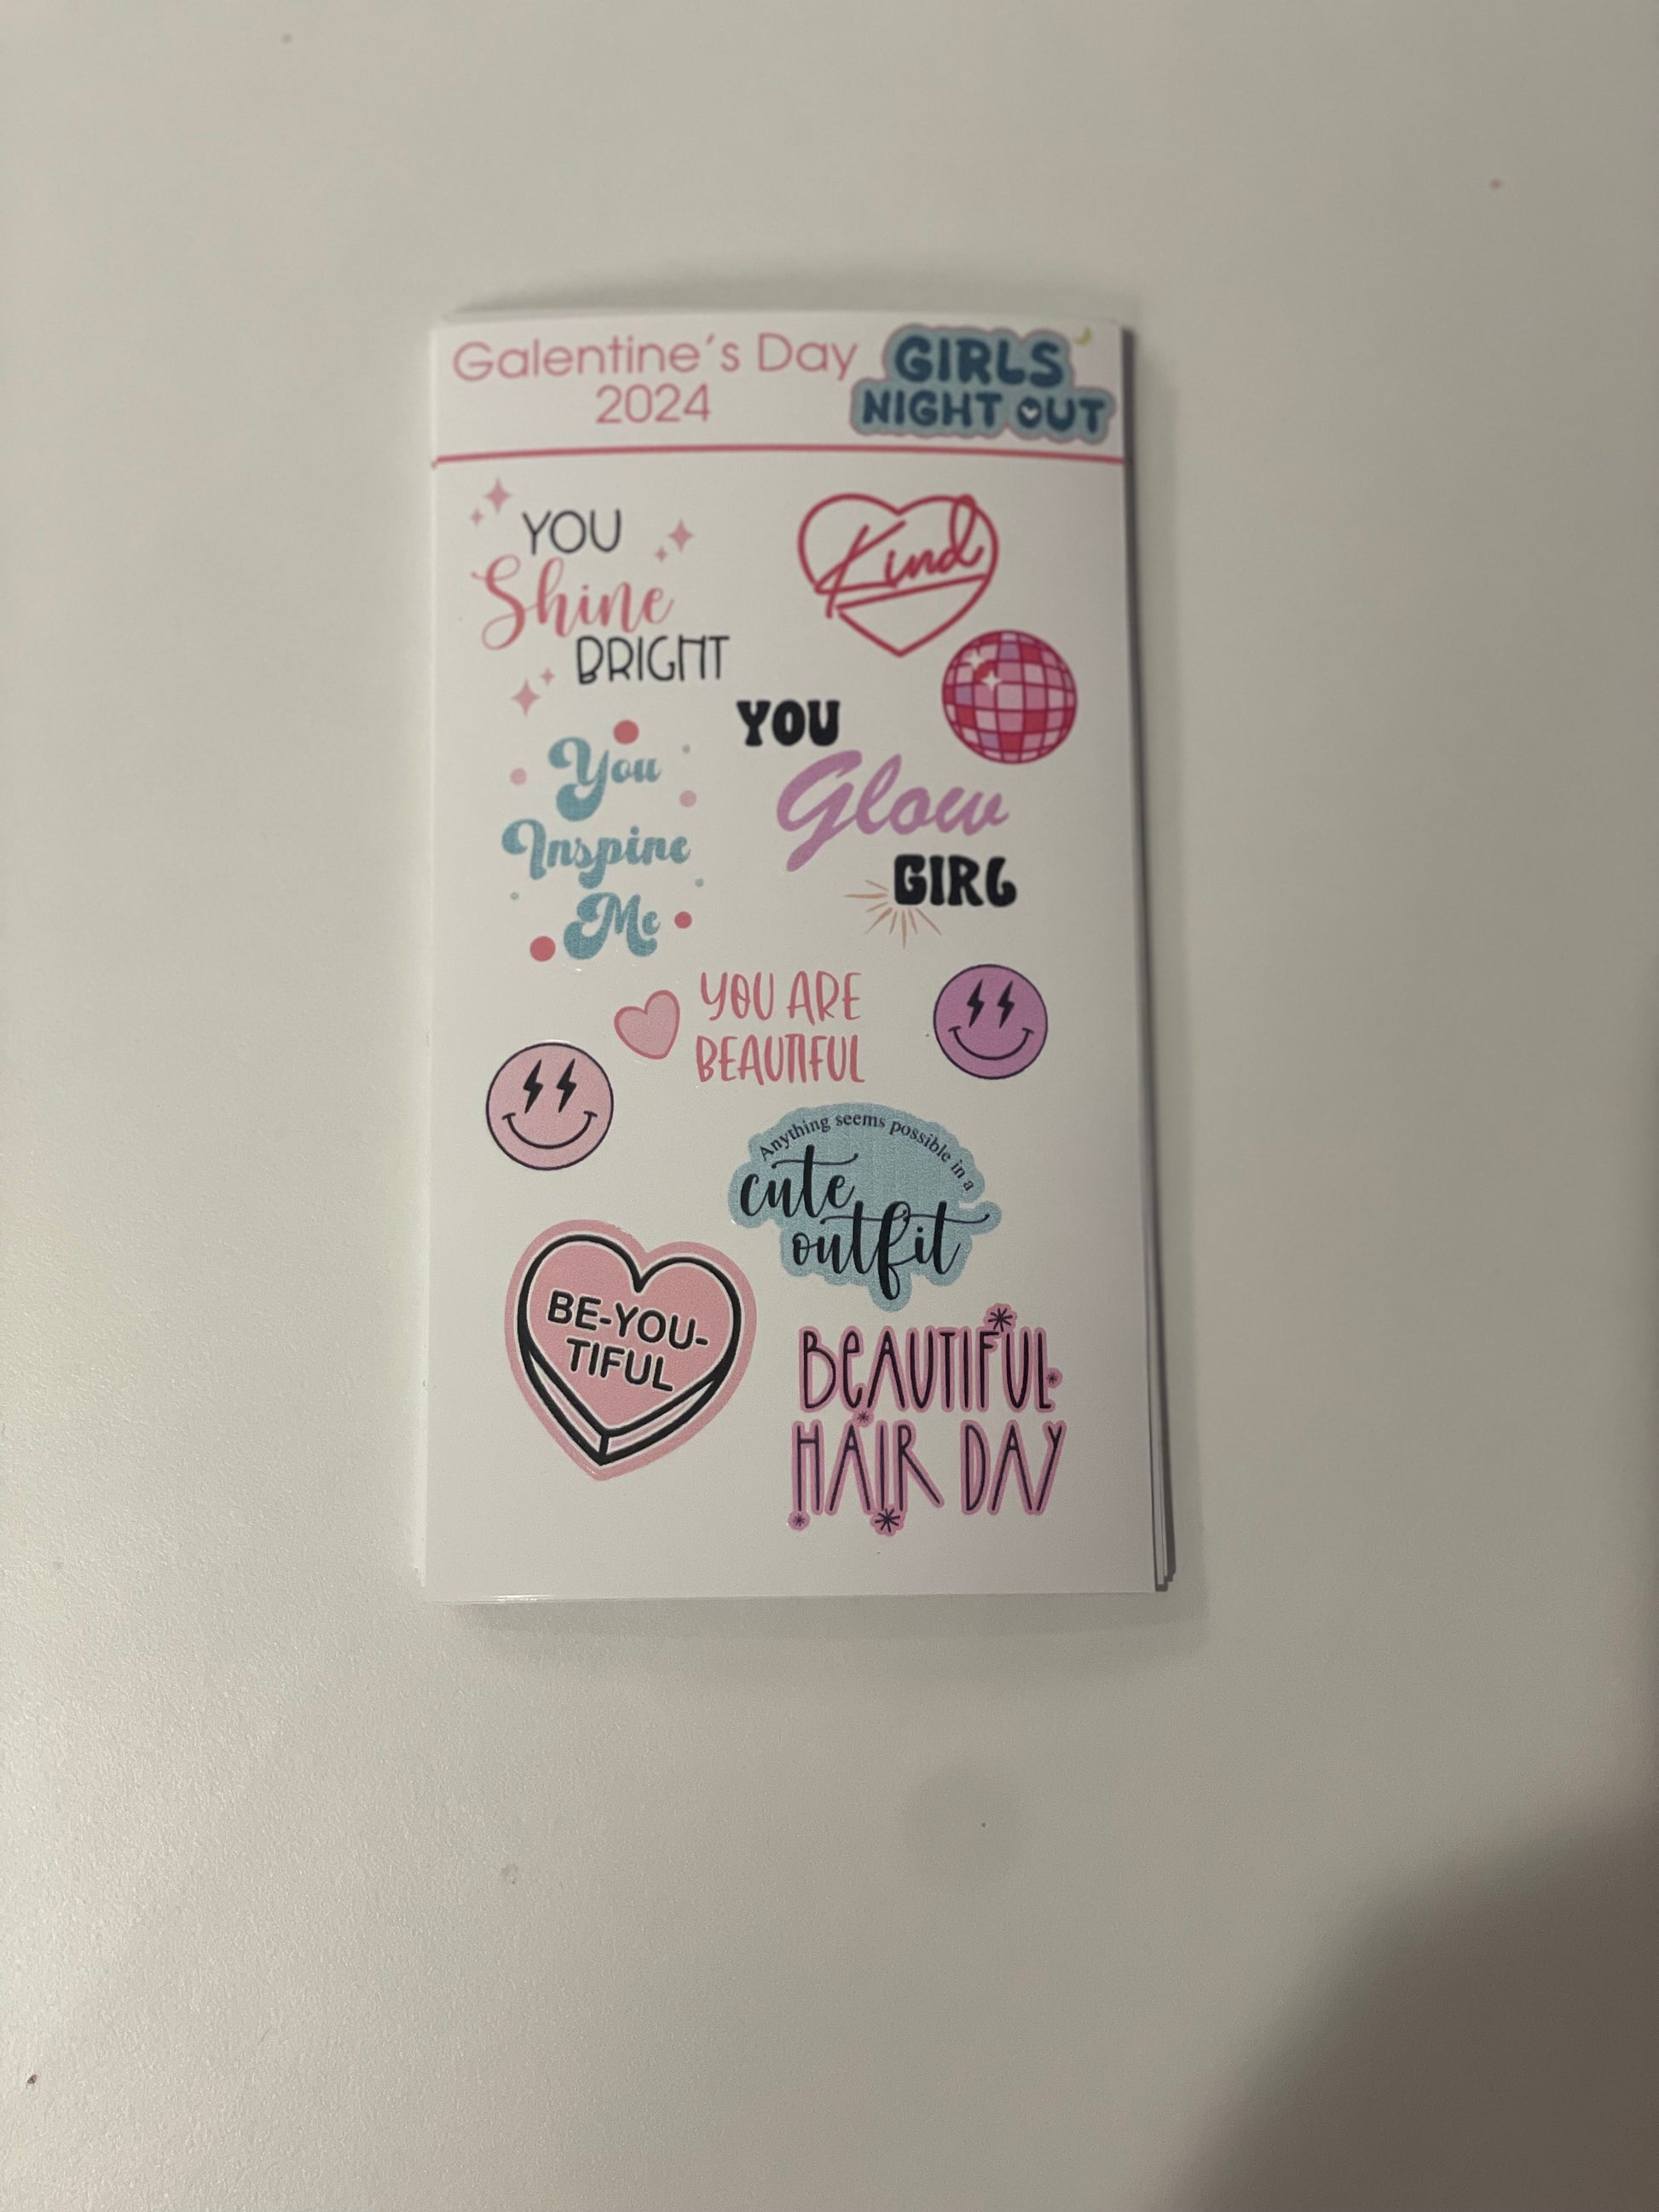 Galentine's Day
2024
GIRLS
NIGHT OUT
YOU
Shine
BRIGHT
Kind
You
Inspire
Me
YOU
Glow
GIRL
YOU ARE
BEAUTIFUL
Anything seems possible in a
cute
outfit
BE-YOU-
TIFUL
BEAUTIFUL
HAIR DAY